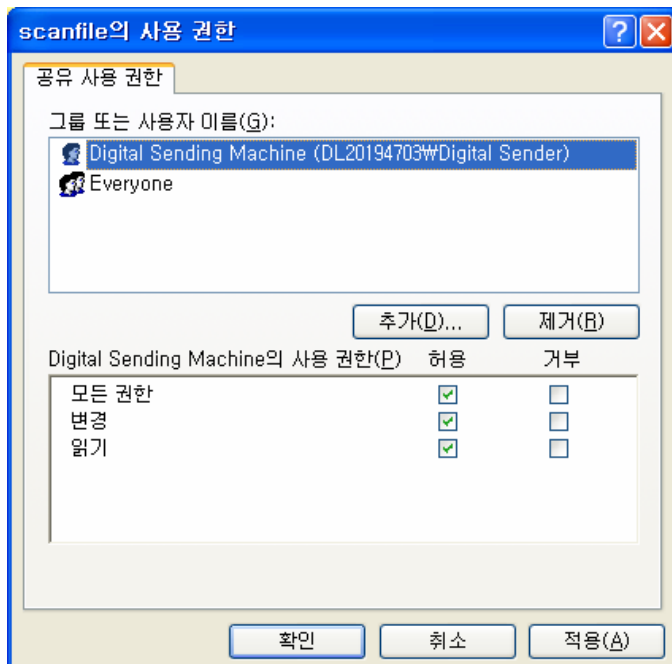 scanfile의 사용 권한
공유 사용 권한
그룹 또는 사용자 이름(G):
Digital Sending Machine (DL20194703₩Digital Sender)
Everyone
추가(D)... 제거(R)
Digital Sending Machine의 사용 권한(P) 허용 거부
모든 권한
변경
읽기
확인 취소 적용(A)